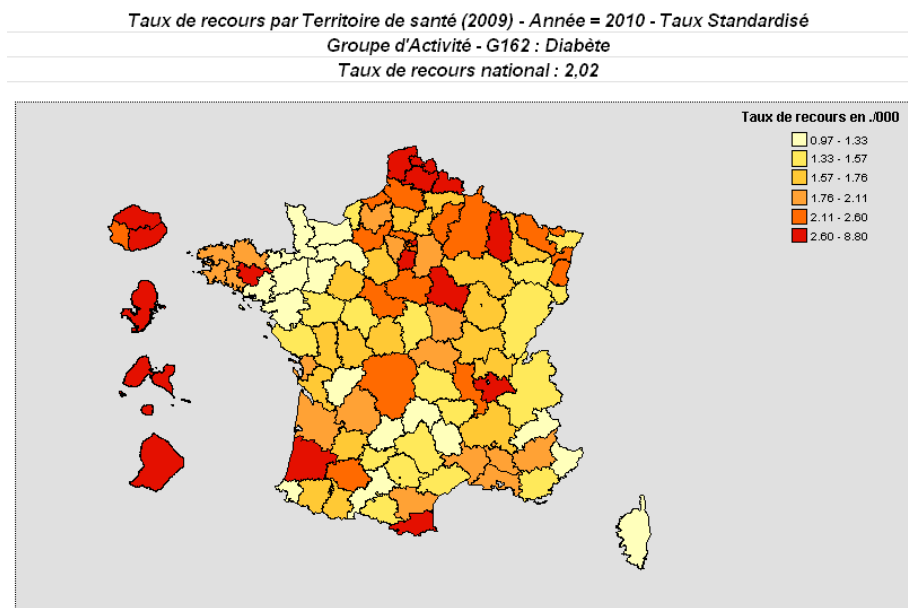 Taux de recours par Territoire de santé (2009) - Année = 2010 - Taux Standardisé
Groupe d'Activité - G162 : Diabète
Taux de recours national : 2,02
Taux de recours en ./000
0.97 - 1.33
1.33 - 1.57
1.57 - 1.76
1.76 - 2.11
2.11 - 2.60
2.60 - 8.80